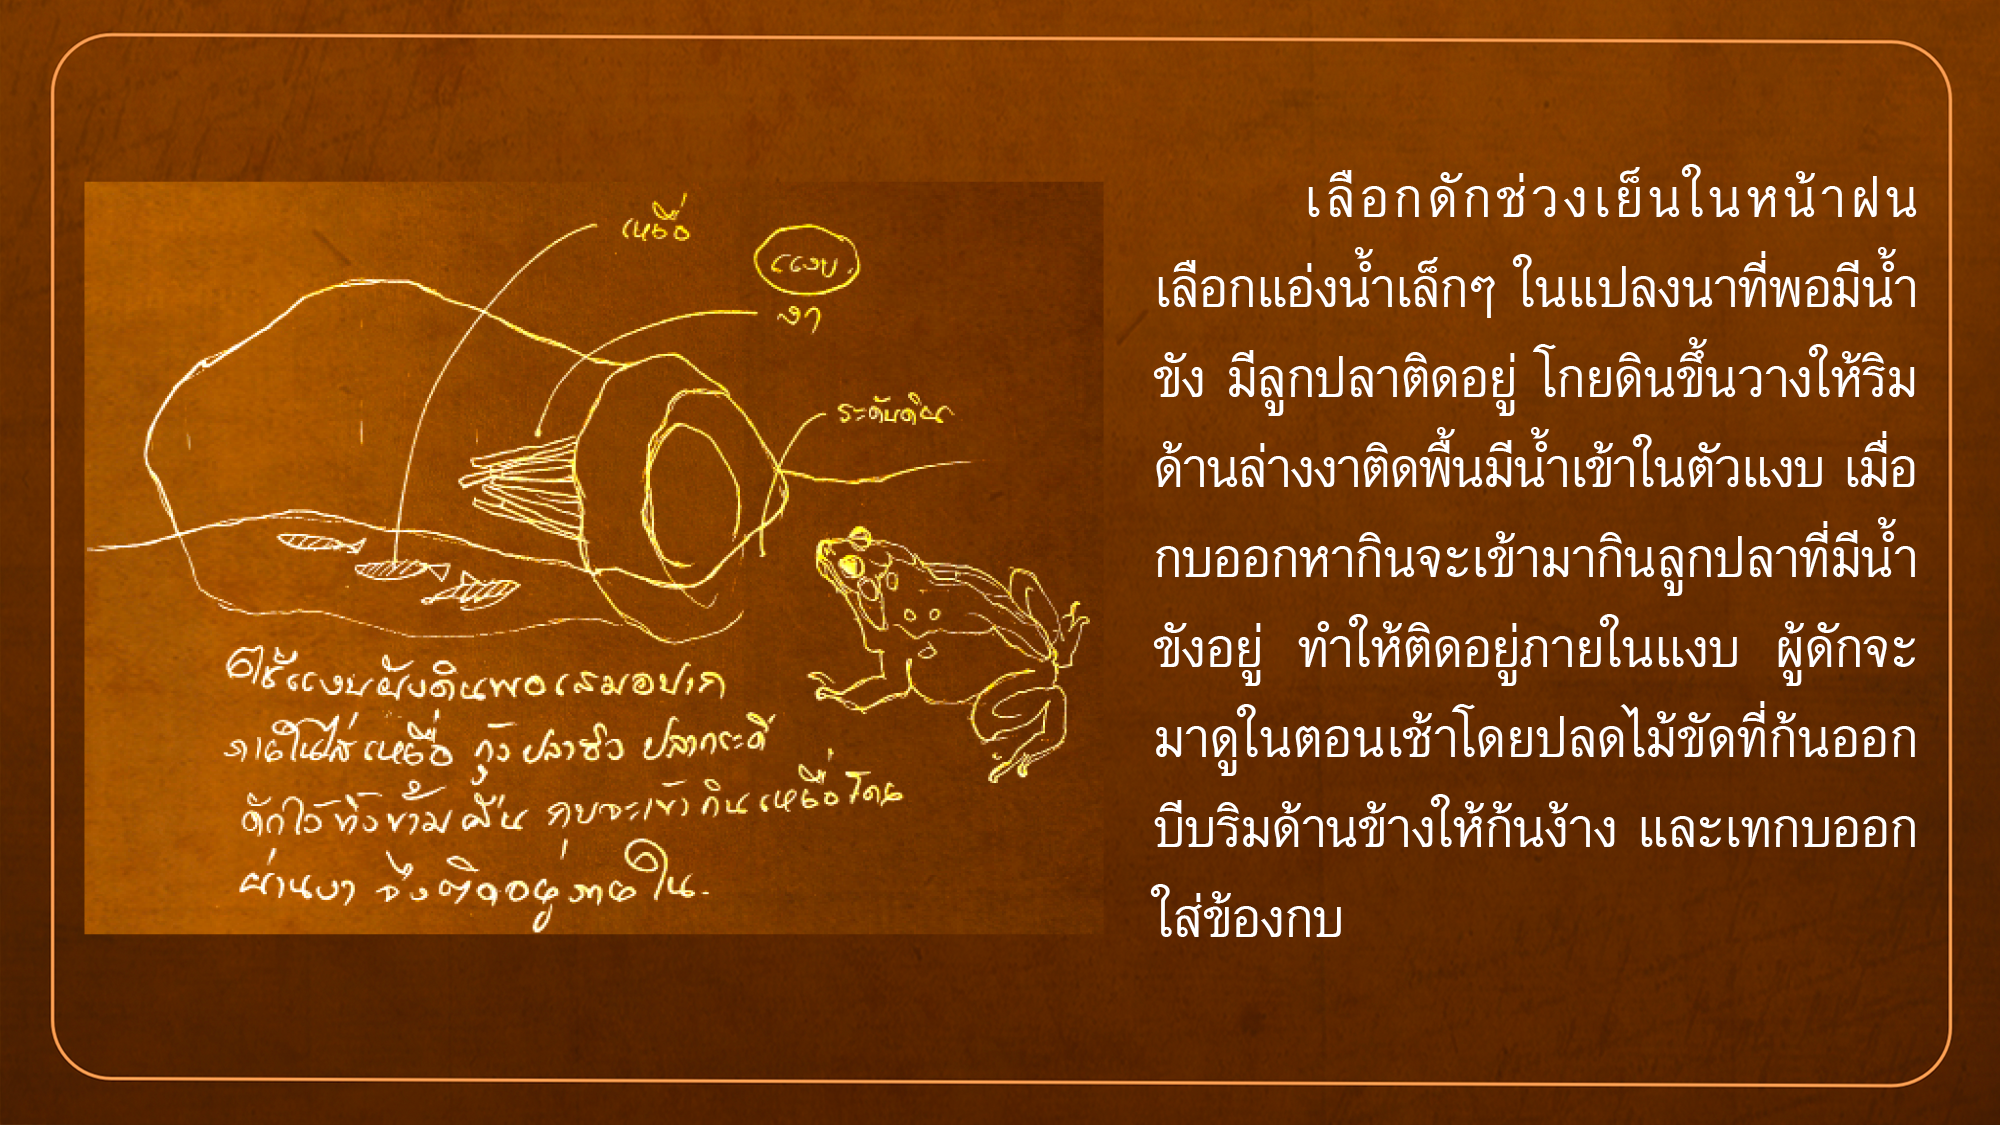 เหยื่อ
แงบ
งา
ระดับดิน
ใช้แงบฝังดินพอเสมอปาก
ภายในใส่เหยื่อ กุ้ง ปลาซิว ปลากระดี่
ดักไว้ทิ้งข้ามคืน กบจะเข้ากินเหยื่อโดย
ผ่านงา จึงติดอยู่ภายใน.
เลือกดักช่วงเย็นในหน้าฝน
เลือกแอ่งน้ำเล็กๆ ในแปลงนาที่พอมีน้ำ
ขัง มีลูกปลาติดอยู่ โกยดินขึ้นวางให้ริม
ด้านล่างงาติดพื้นมีน้ำเข้าในตัวแงบ เมื่อ
กบออกหากินจะเข้ามากินลูกปลาที่มีน้ำ
ขังอยู่ ทำให้ติดอยู่ภายในแงบ ผู้ดักจะ
มาดูในตอนเช้าโดยปลดไม้ขัดที่ก้นออก
บีบริมด้านข้างให้ก้นง้าง และเทกบออก
ใส่ข้องกบ